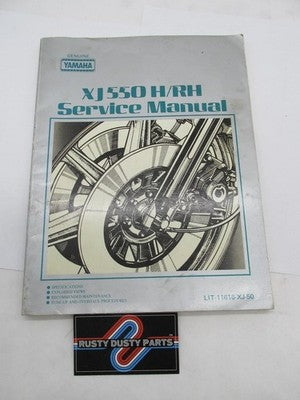 GENUINE
YAMAHA
XJ550 H/RH
Service Manual
● SPECIFICATIONS
● EXPLODED VIEWS
● RECOMMENDED MAINTENANCE
● TUNE-UP AND OVERHAUL PROCEDURES
LIT-11616-XJ-50
RUSTY DUSTY PARTS™